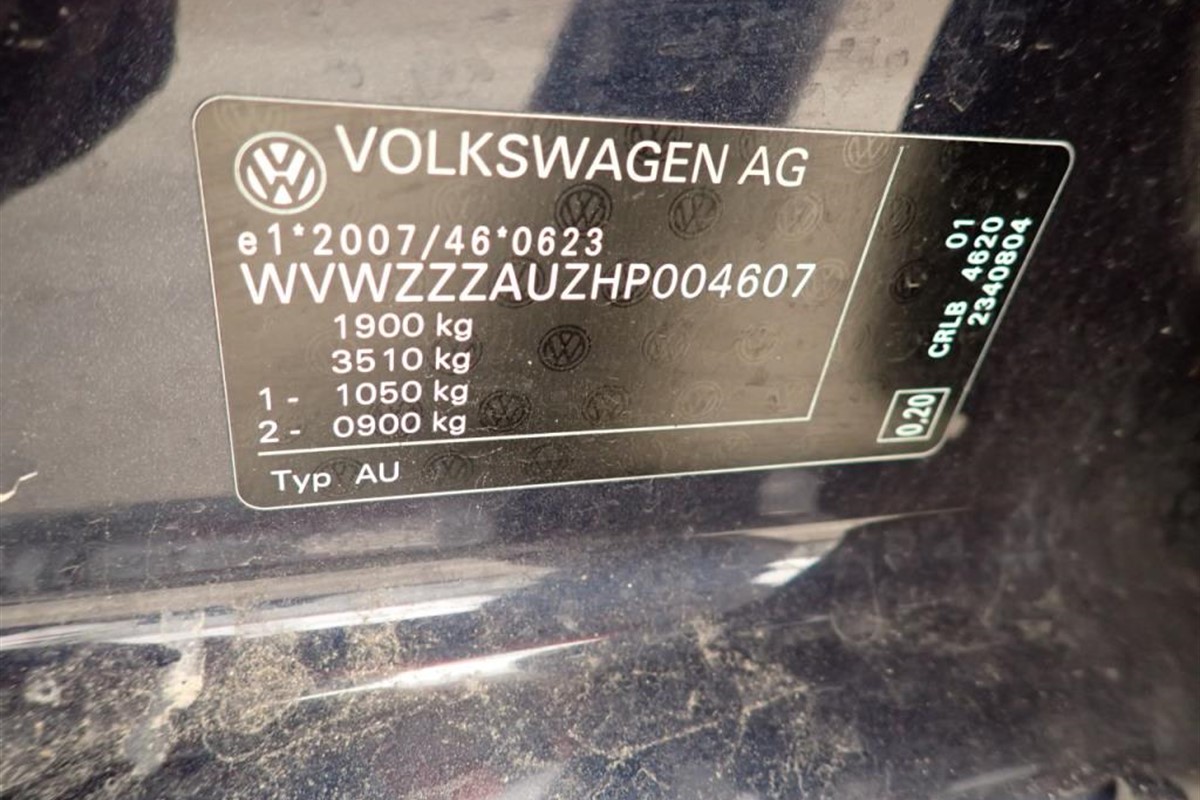 VOLKSWAGEN AG
e1*2007/46*0623
WVWZZZAUZHP004607
1900 kg
3510 kg
1 - 1050 kg
2 - 0900 kg
Typ AU
01
CRLB 4620
2340804
0.20